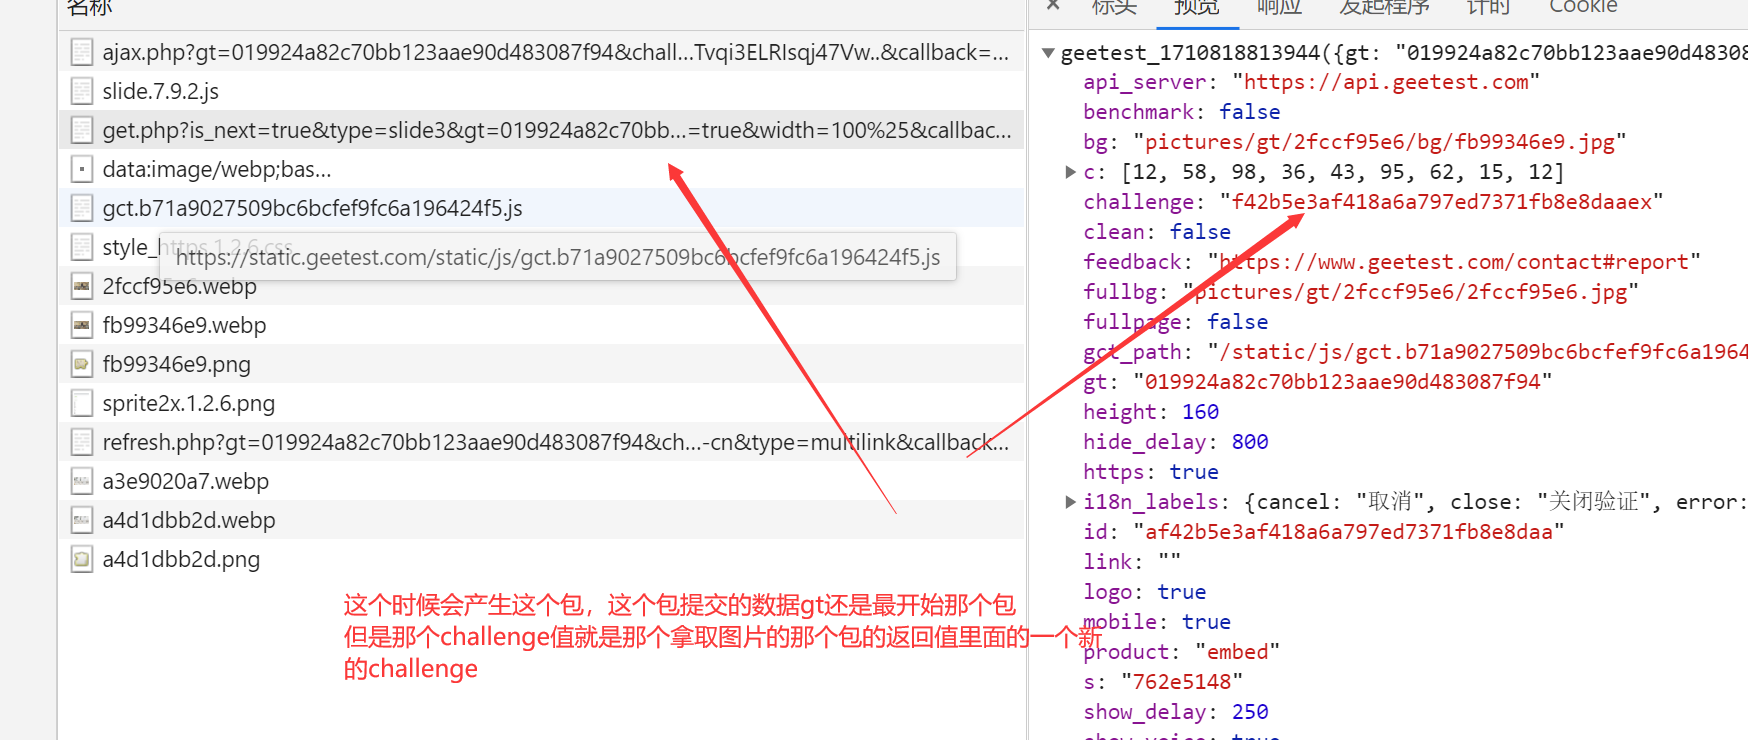 名称
ajax.php?gt=019924a82c70bb123aae90d483087f94&chall...Tvqi3ELRIsqj47Vw..&callback=...
slide.7.9.2.js
get.php?is_next=true&type=slide3&gt=019924a82c70bb...=true&width=100%25&callbac...
data:image/webp;bas...
gct.b71a9027509bc6bcfef9fc6a196424f5.js
style_https.1.2.6.css
https://static.geetest.com/static/js/gct.b71a9027509bc6bcfef9fc6a196424f5.js
2fccf95e6.webp
fb99346e9.webp
fb99346e9.png
sprite2x.1.2.6.png
refresh.php?gt=019924a82c70bb123aae90d483087f94&ch...-cn&type=multilink&callback...
a3e9020a7.webp
a4d1dbb2d.webp
a4d1dbb2d.png
这个时候会产生这个包，这个包提交的数据gt还是最开始那个包
但是那个challenge值就是那个拿取图片的那个包的返回值里面的一个新
的challenge
× 标头 预览 响应 发起程序 计时 Cookie
geetest_1710818813944({gt: "019924a82c70bb123aae90d48308
api_server: "https://api.geetest.com"
benchmark: false
bg: "pictures/gt/2fccf95e6/bg/fb99346e9.jpg"
c: [12, 58, 98, 36, 43, 95, 62, 15, 12]
challenge: "f42b5e3af418a6a797ed7371fb8e8daaex"
clean: false
feedback: "https://www.geetest.com/contact#report"
fullbg: "pictures/gt/2fccf95e6/2fccf95e6.jpg"
fullpage: false
gct_path: "/static/js/gct.b71a9027509bc6bcfef9fc6a1964
gt: "019924a82c70bb123aae90d483087f94"
height: 160
hide_delay: 800
https: true
i18n_labels: {cancel: "取消", close: "关闭验证", error:
id: "af42b5e3af418a6a797ed7371fb8e8daa"
link: ""
logo: true
mobile: true
product: "embed"
s: "762e5148"
show_delay: 250
show_voice: true